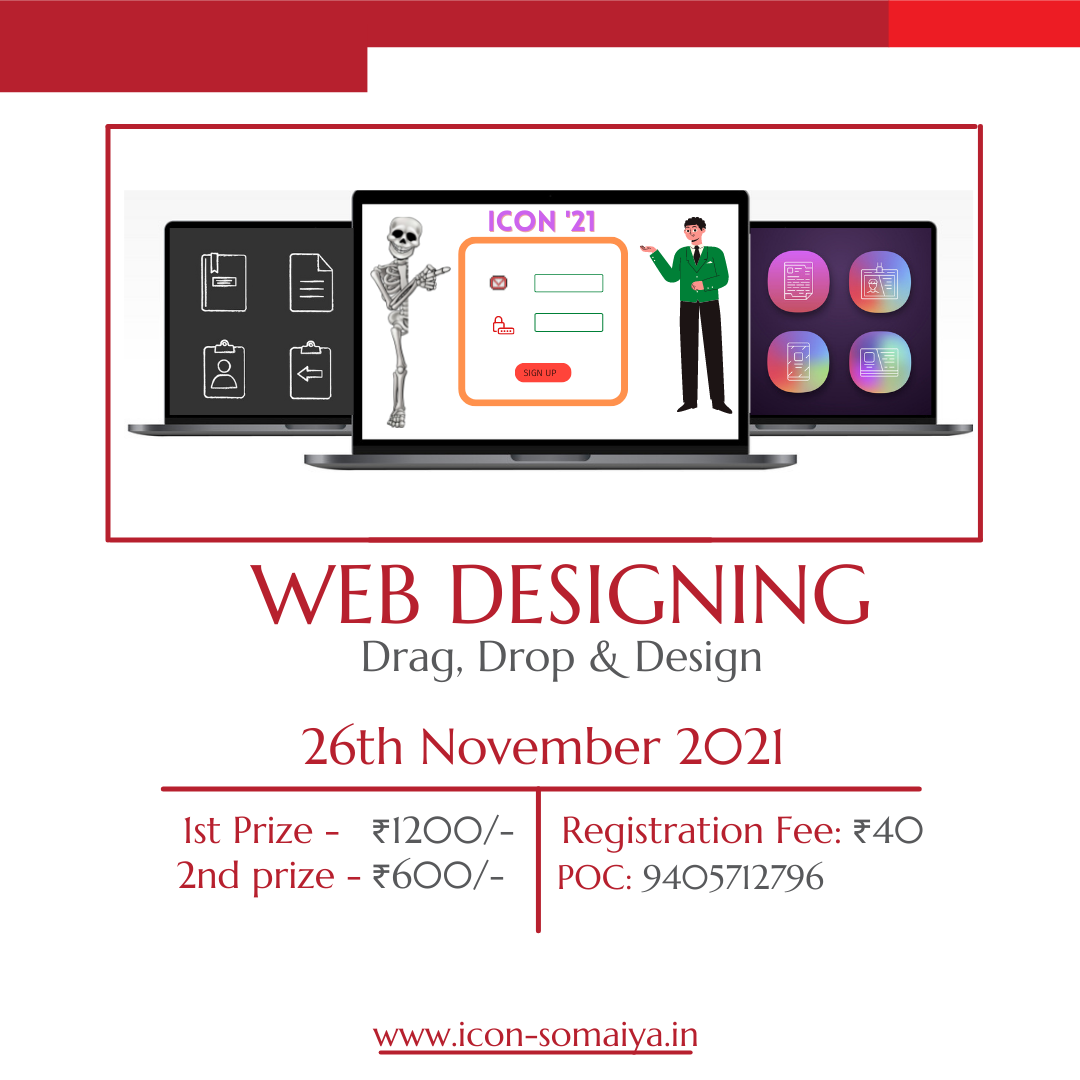 ICON '21
SIGN UP
WEB DESIGNING
Drag, Drop & Design
26th November 2021
1st Prize - ₹1200/-
2nd prize - ₹600/-
Registration Fee: ₹40
POC: 9405712796
www.icon-somaiya.in